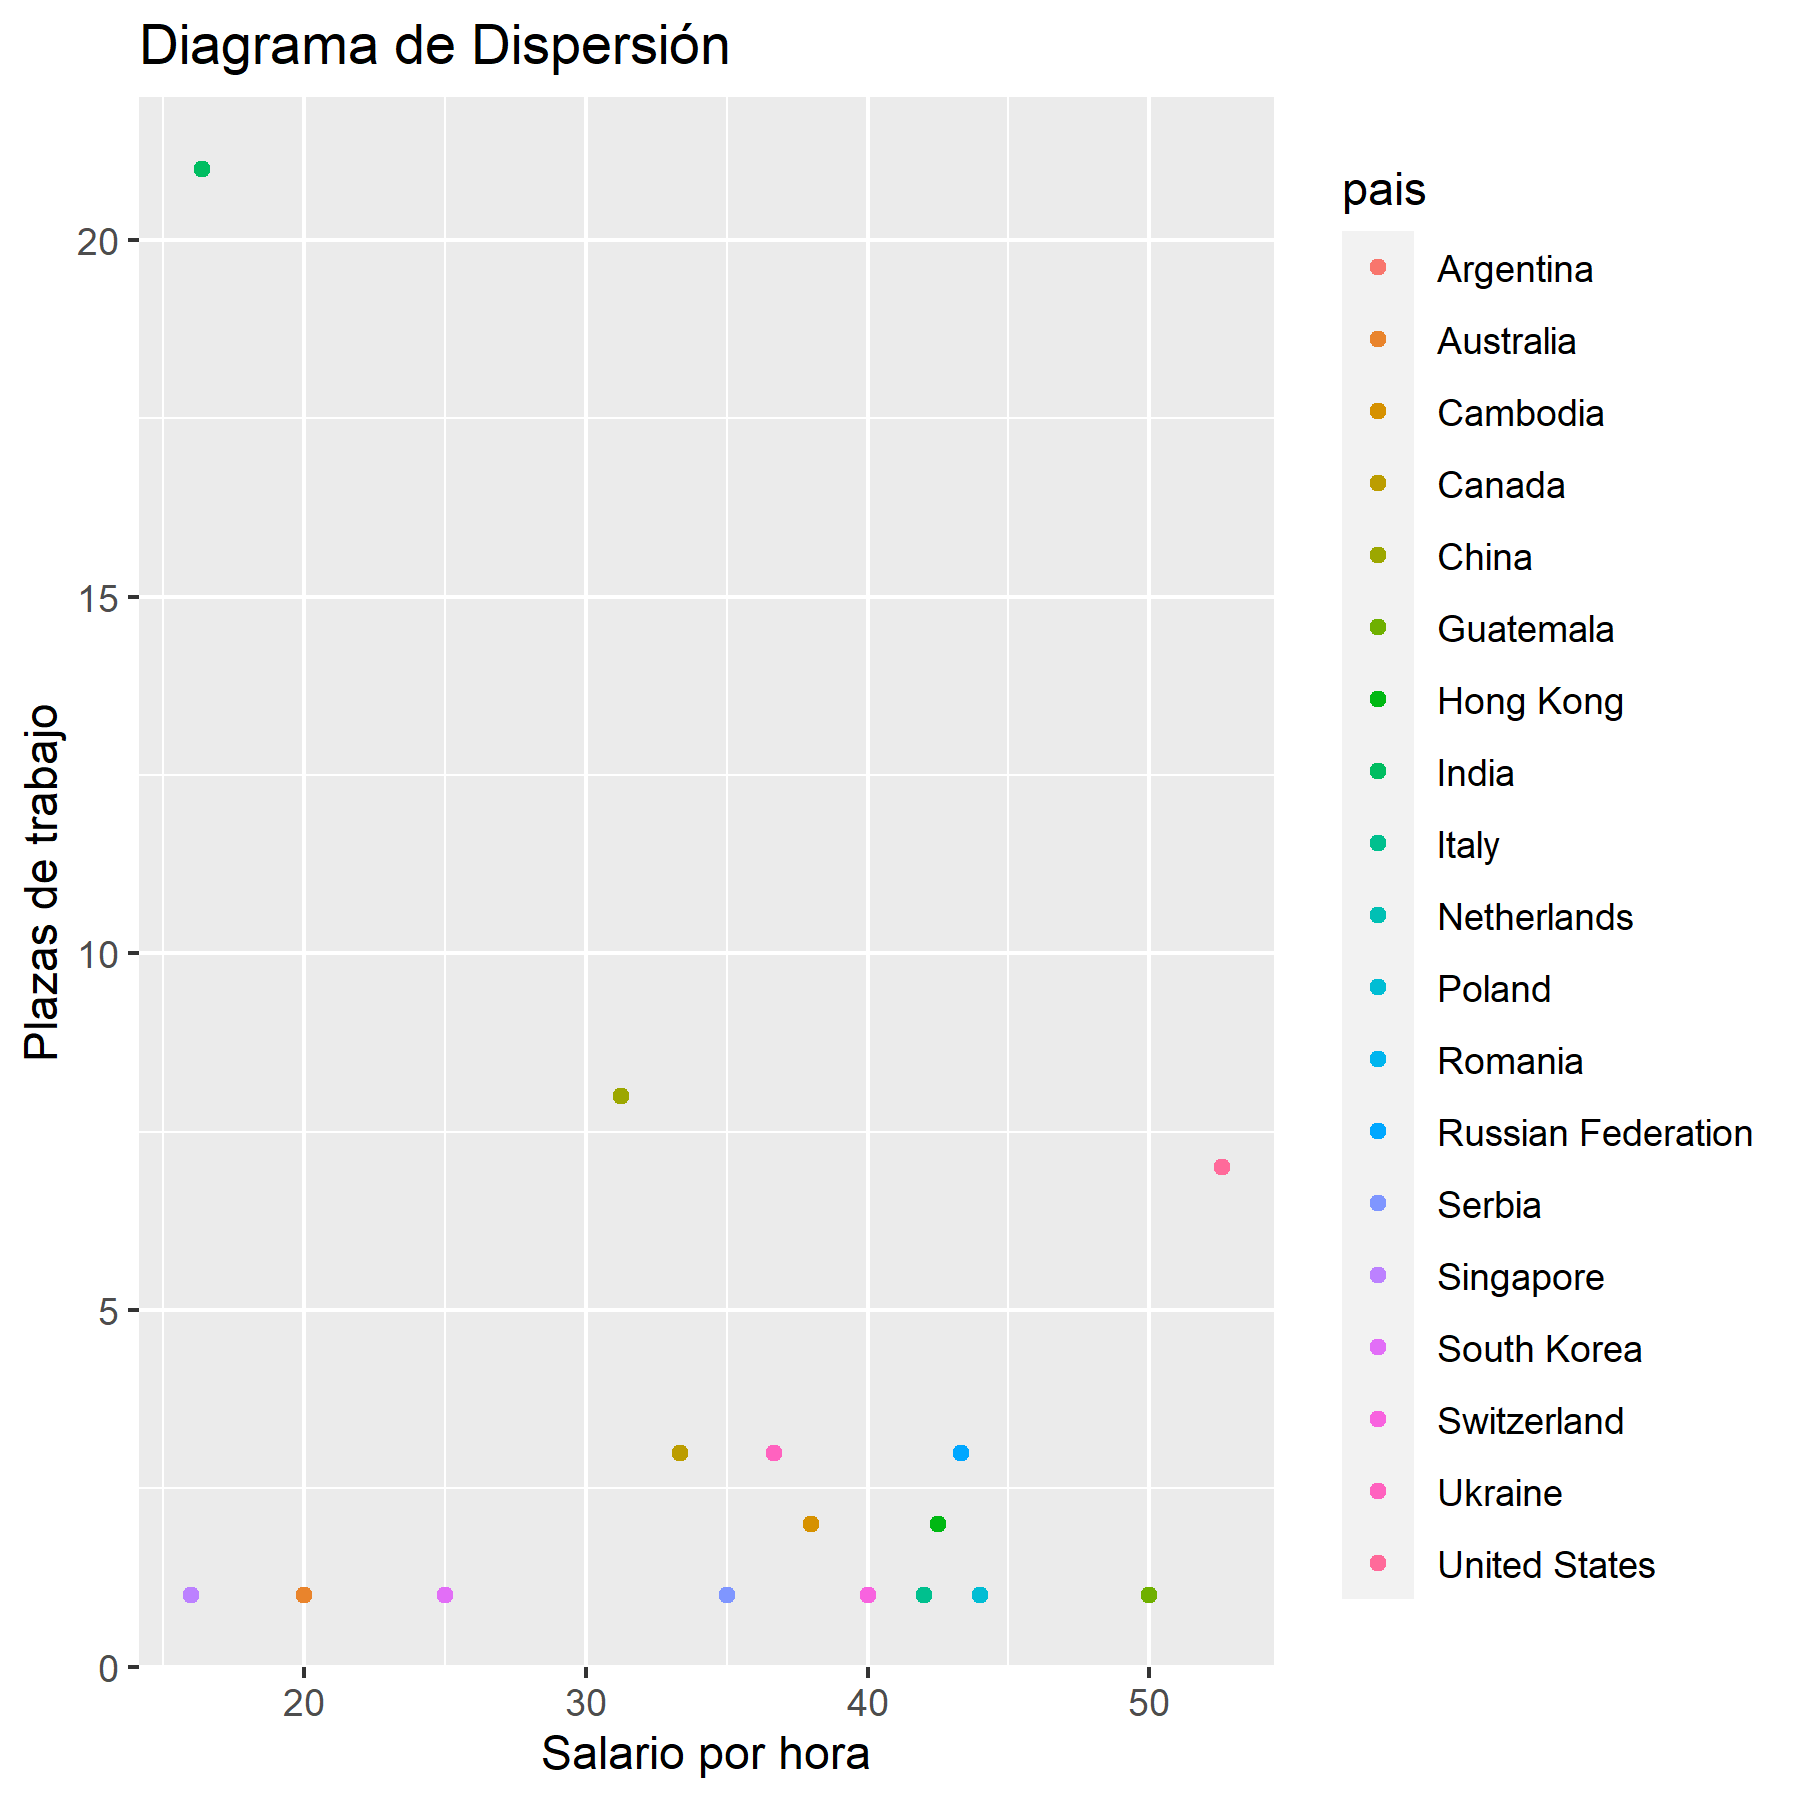 Diagrama de Dispersión
20
15
10
5
0
Plazas de trabajo
20 30 40 50
Salario por hora
pais
Argentina
Australia
Cambodia
Canada
China
Guatemala
Hong Kong
India
Italy
Netherlands
Poland
Romania
Russian Federation
Serbia
Singapore
South Korea
Switzerland
Ukraine
United States